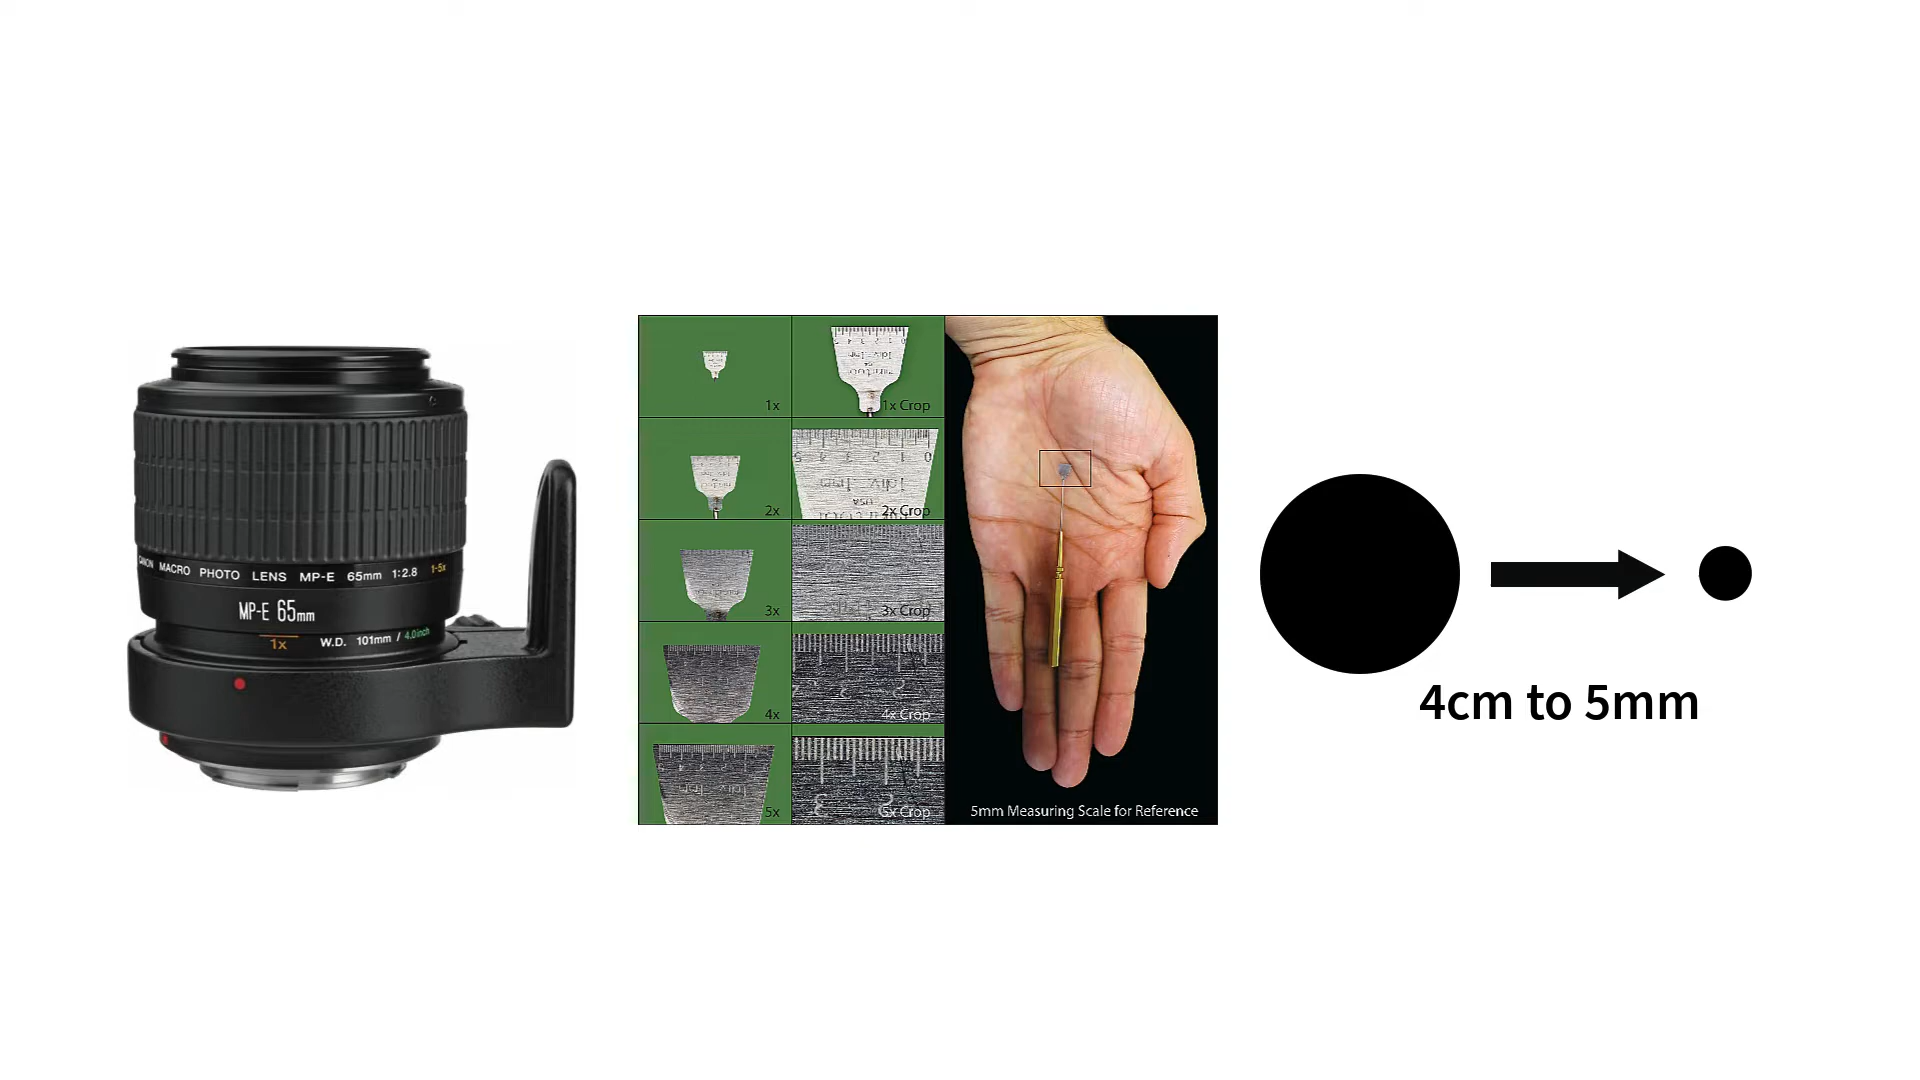 CANON MACRO PHOTO LENS MP-E 65mm 1:2.8 1-5x
MP-E 65mm
1x
W.D. 101mm / 4.0inch
1x
1x Crop
2x
2x Crop
3x
3x Crop
4x
4x Crop
5x
5x Crop
5mm Measuring Scale for Reference
4cm to 5mm